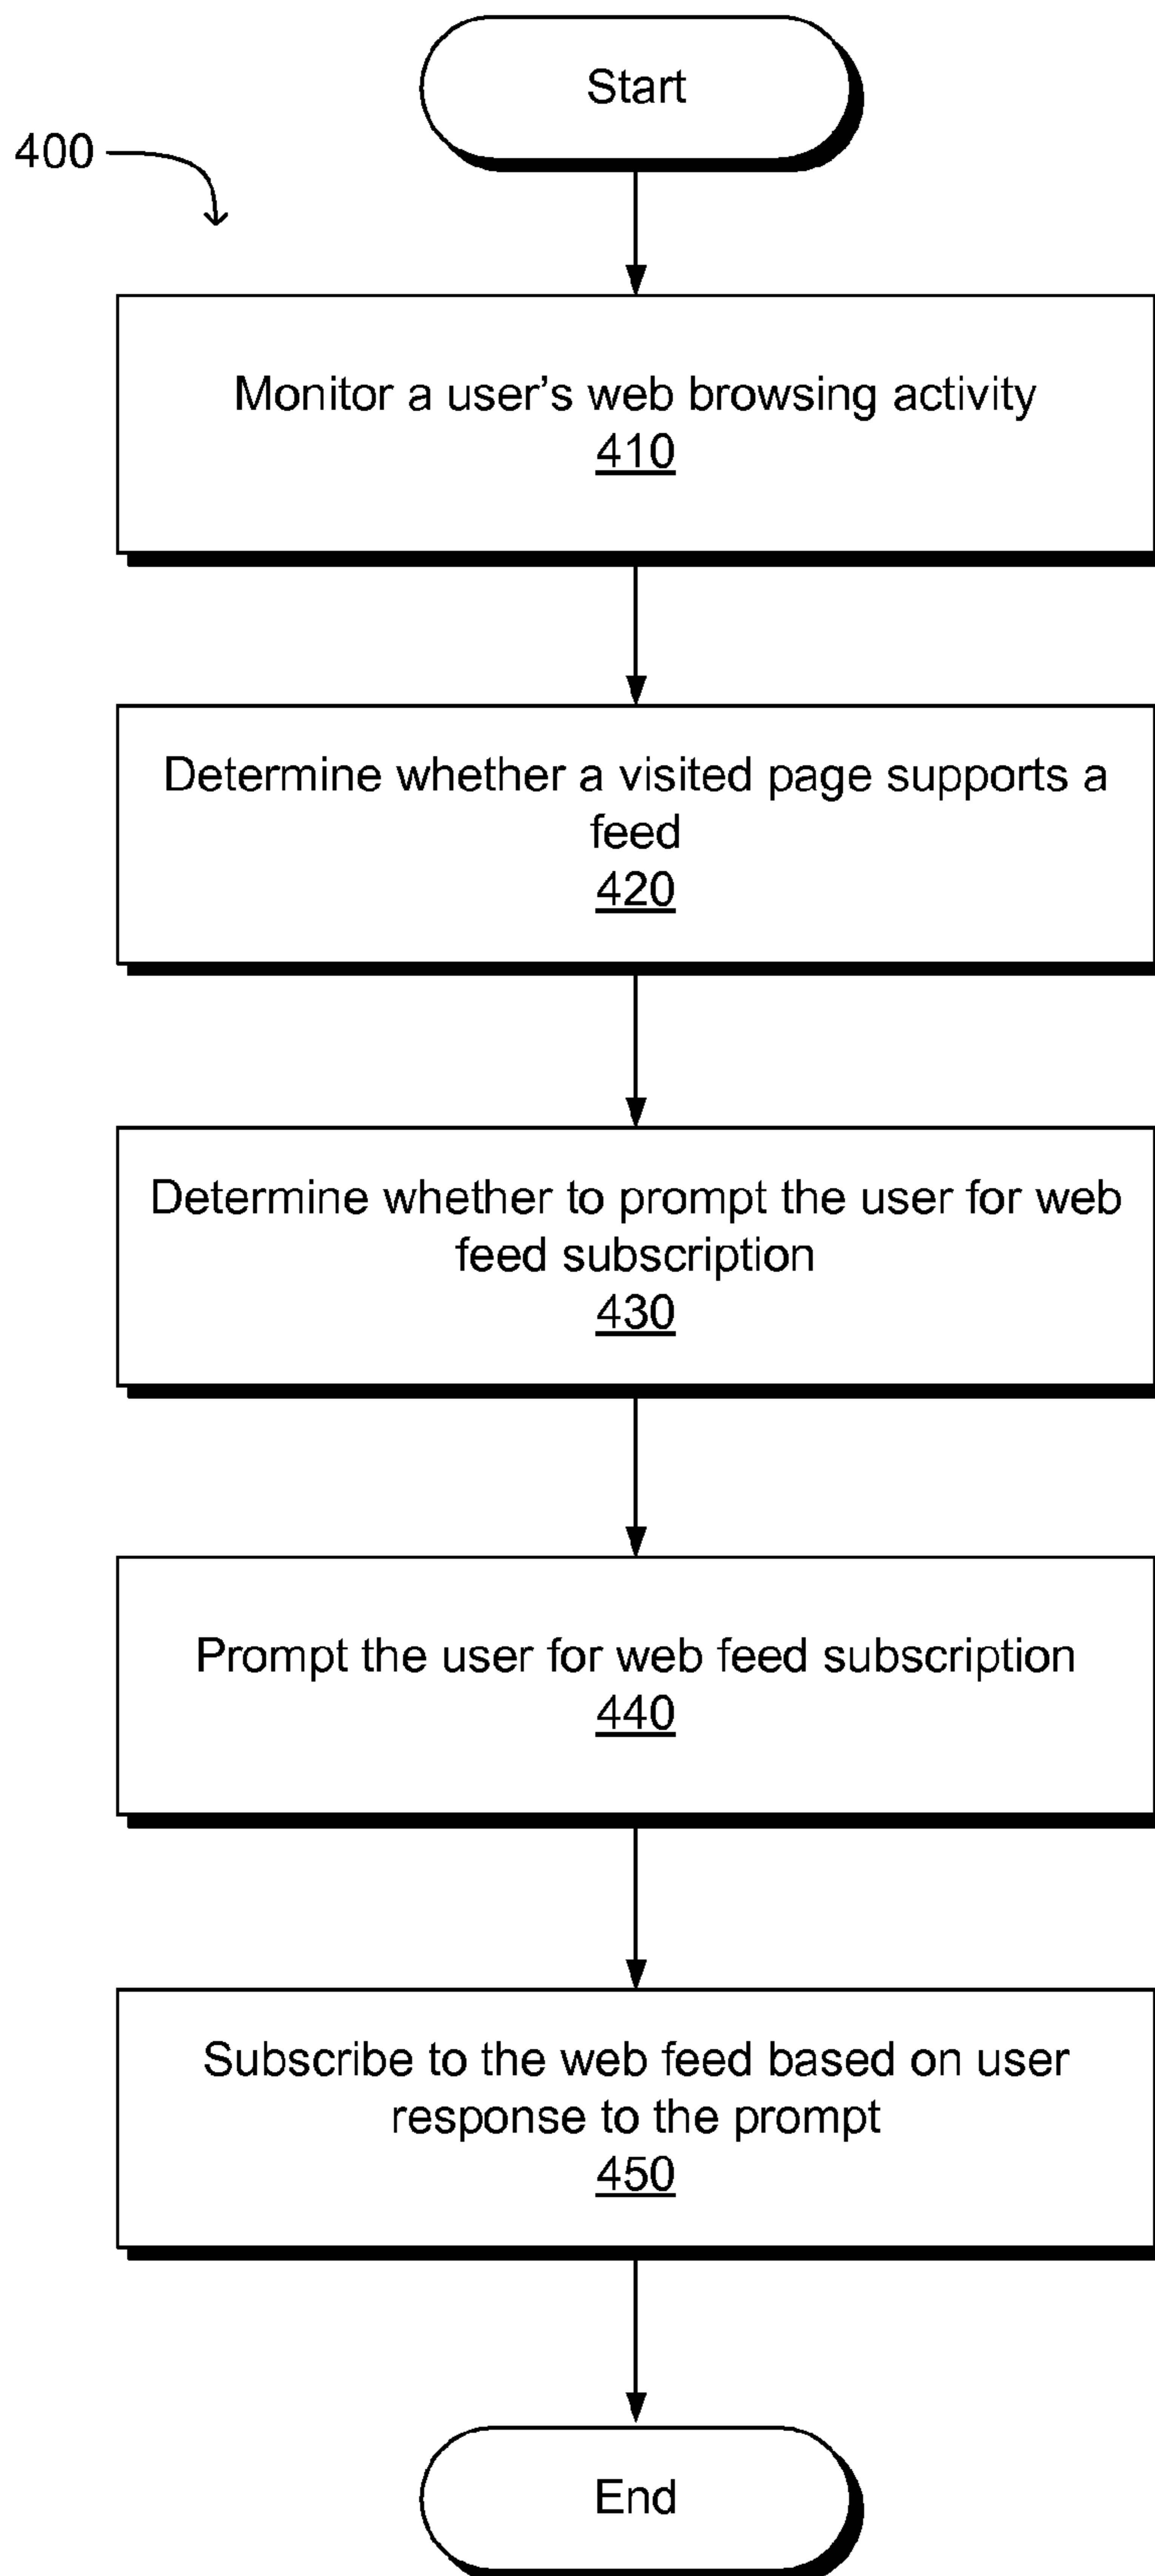 Start
400
Monitor a user’s web browsing activity
410
Determine whether a visited page supports a
feed
420
Determine whether to prompt the user for web
feed subscription
430
Prompt the user for web feed subscription
440
Subscribe to the web feed based on user
response to the prompt
450
End